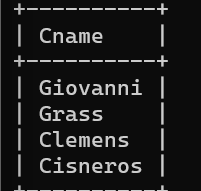 +-----------+
| Cname     |
+-----------+
| Giovanni  |
| Grass     |
| Clemens   |
| Cisneros  |
+-----------+